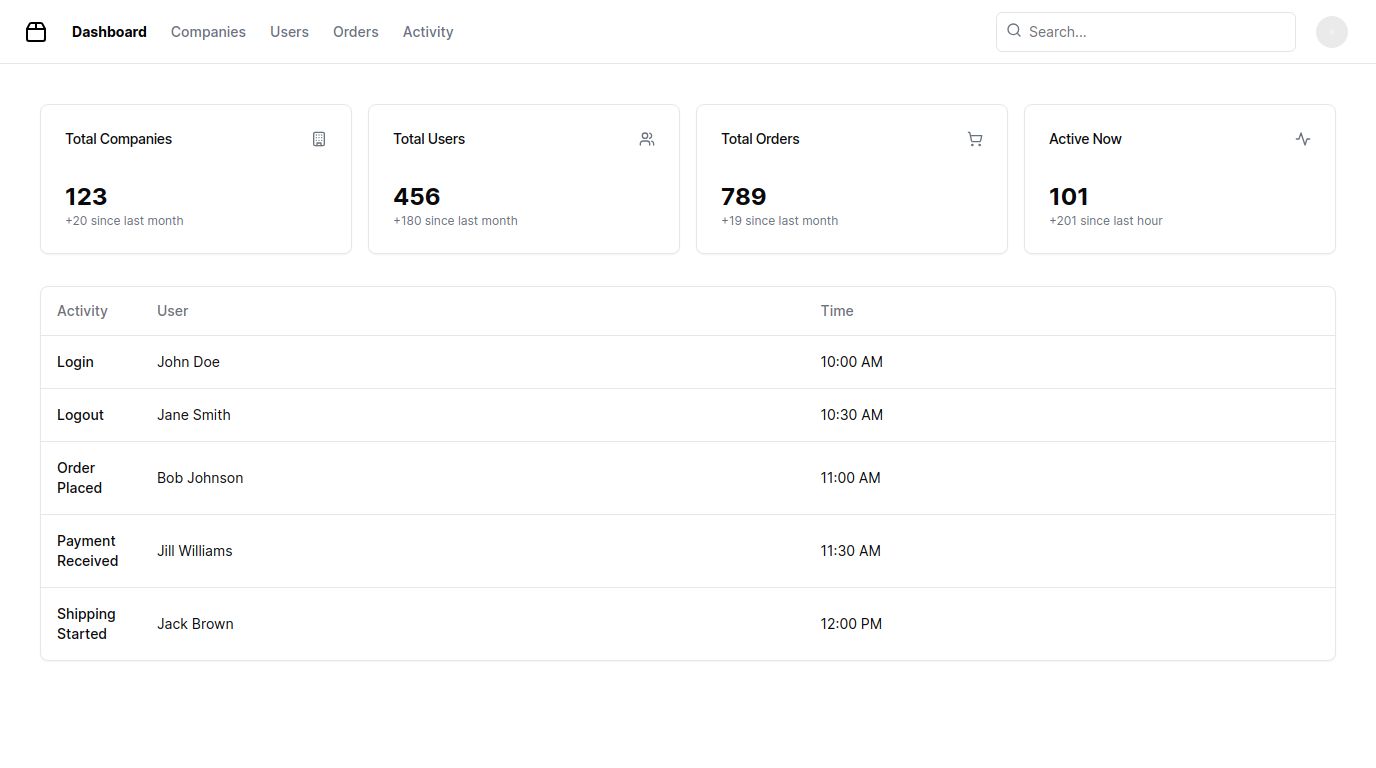 Dashboard Companies Users Orders Activity Search...
Total Companies Total Users Total Orders Active Now
123 456 789 101
+20 since last month +180 since last month +19 since last month +201 since last hour
Activity User Time
Login John Doe 10:00 AM
Logout Jane Smith 10:30 AM
Order
Placed Bob Johnson 11:00 AM
Payment
Received Jill Williams 11:30 AM
Shipping
Started Jack Brown 12:00 PM